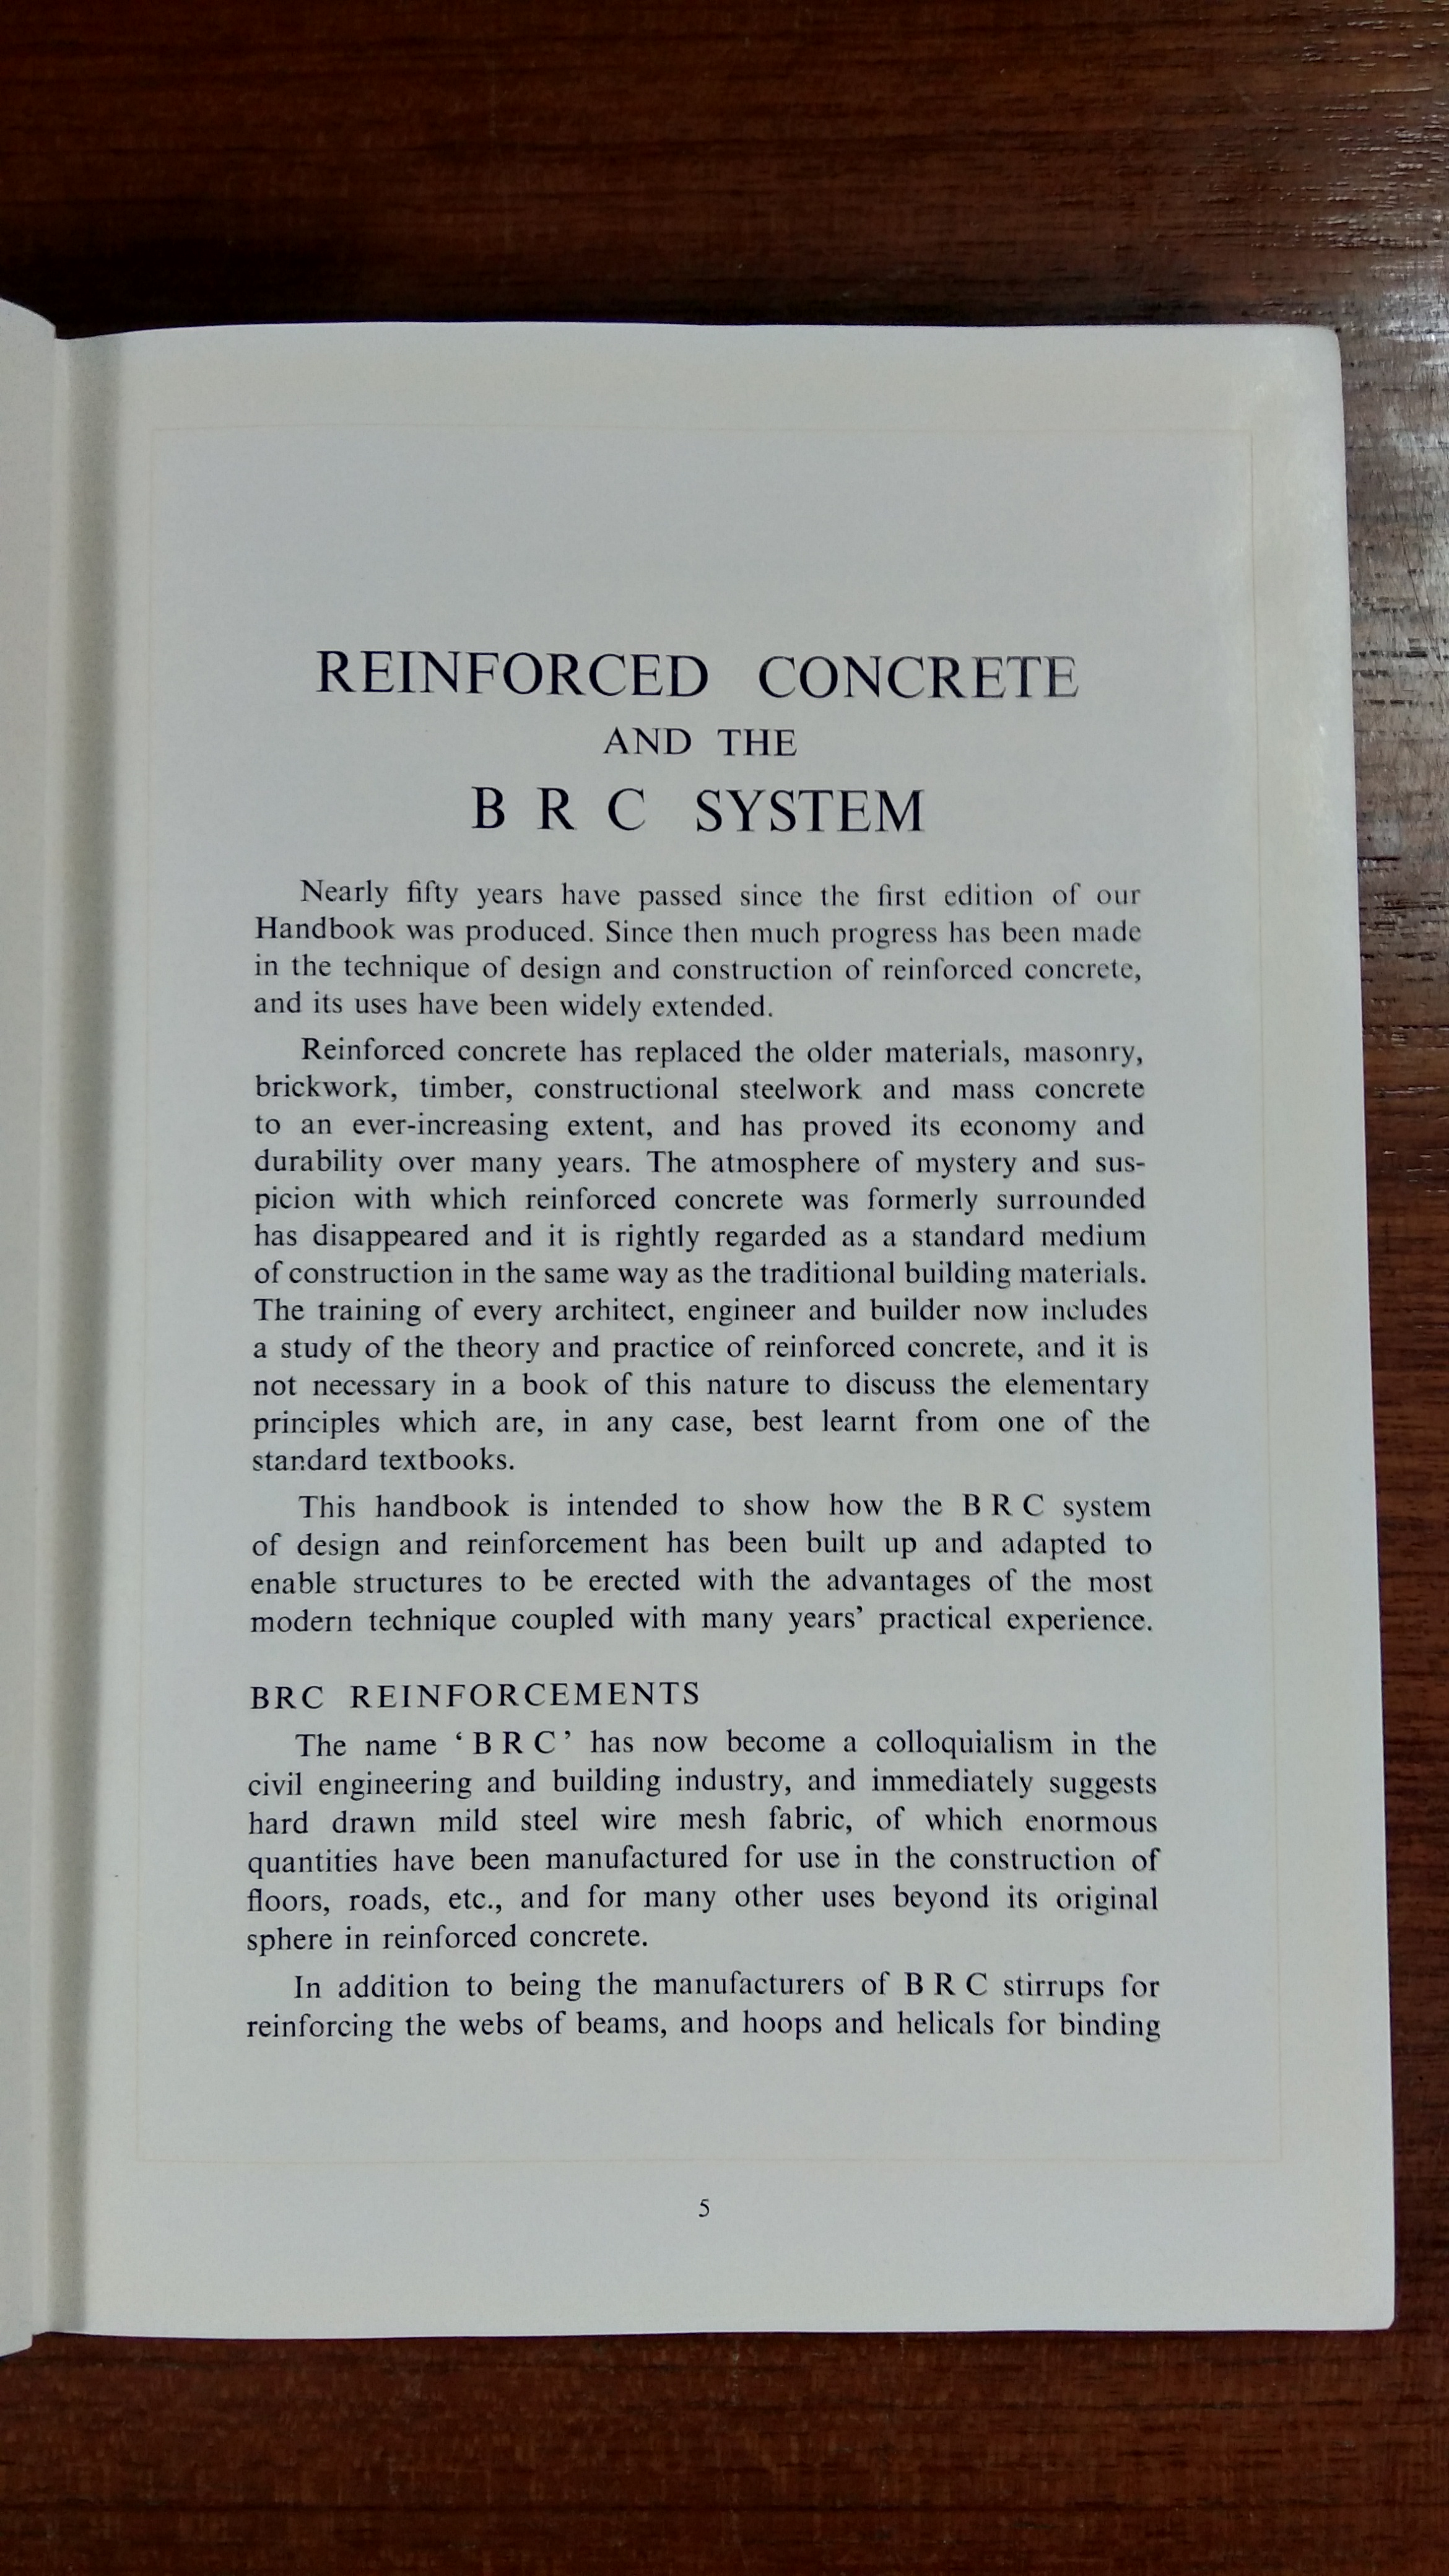 REINFORCED CONCRETE
AND THE
B R C SYSTEM
Nearly fifty years have passed since the first edition of our
Handbook was produced. Since then much progress has been made
in the technique of design and construction of reinforced concrete,
and its uses have been widely extended.
Reinforced concrete has replaced the older materials, masonry,
brickwork, timber, constructional steelwork and mass concrete
to an ever-increasing extent, and has proved its economy and
durability over many years. The atmosphere of mystery and sus-
picion with which reinforced concrete was formerly surrounded
has disappeared and it is rightly regarded as a standard medium
of construction in the same way as the traditional building materials.
The training of every architect, engineer and builder now includes
a study of the theory and practice of reinforced concrete, and it is
not necessary in a book of this nature to discuss the elementary
principles which are, in any case, best learnt from one of the
standard textbooks.
This handbook is intended to show how the B R C system
of design and reinforcement has been built up and adapted to
enable structures to be erected with the advantages of the most
modern technique coupled with many years’ practical experience.
BRC REINFORCEMENTS
The name ‘ B R C ’ has now become a colloquialism in the
civil engineering and building industry, and immediately suggests
hard drawn mild steel wire mesh fabric, of which enormous
quantities have been manufactured for use in the construction of
floors, roads, etc., and for many other uses beyond its original
sphere in reinforced concrete.
In addition to being the manufacturers of B R C stirrups for
reinforcing the webs of beams, and hoops and helicals for binding
5